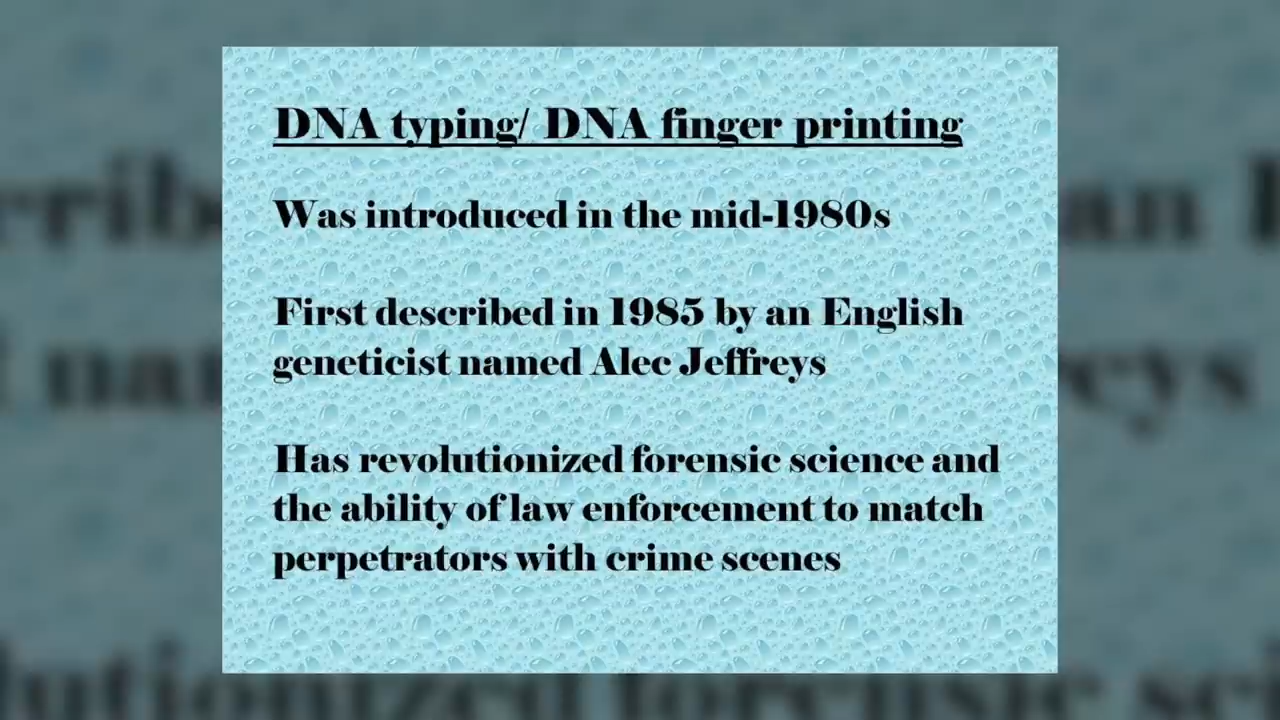 DNA typing/ DNA finger printing
Was introduced in the mid-1980s
First described in 1985 by an English
geneticist named Alec Jeffreys
Has revolutionized forensic science and
the ability of law enforcement to match
perpetrators with crime scenes